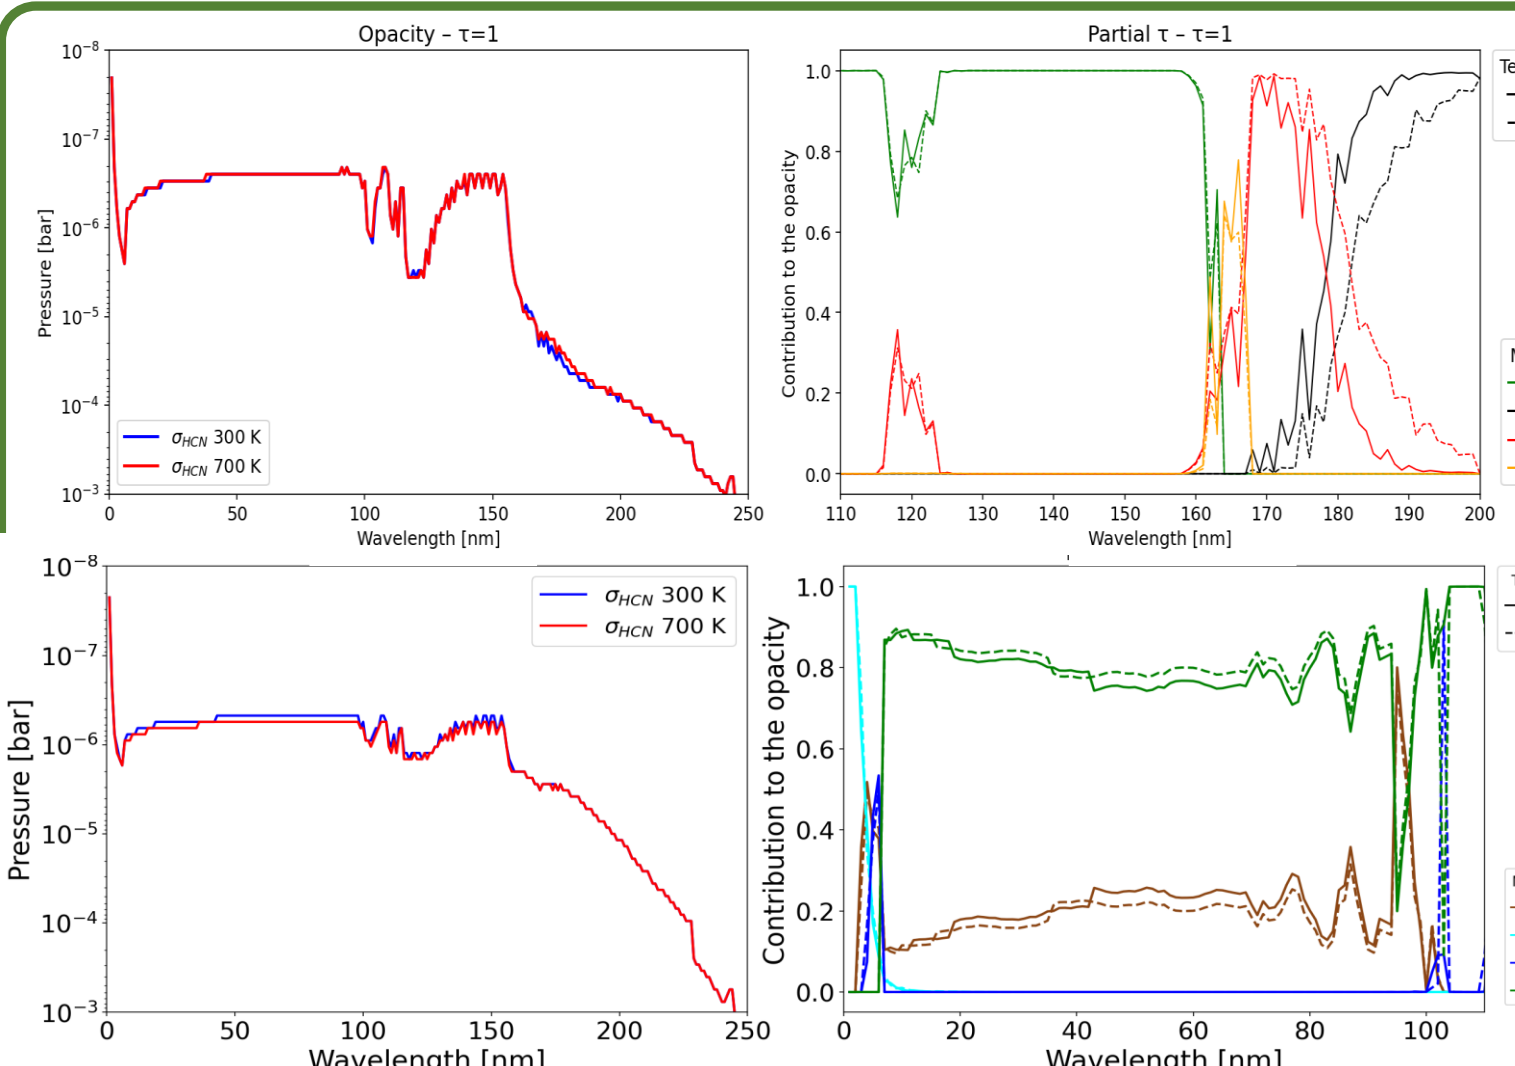 Opacity – τ=1
10⁻⁸
10⁻⁷
10⁻⁶
10⁻⁵
10⁻⁴
10⁻³
Pressure [bar]
σHCN 300 K
σHCN 700 K
0 50 100 150 200 250
Wavelength [nm]
Partial τ – τ=1
1.0
0.8
0.6
0.4
0.2
0.0
Contribution to the opacity
110 120 130 140 150 160 170 180 190 200
Wavelength [nm]
Te
10⁻⁸
10⁻⁷
10⁻⁶
10⁻⁵
10⁻⁴
10⁻³
Pressure [bar]
σHCN 300 K
σHCN 700 K
0 50 100 150 200 250
Wavelength [nm]
1.0
0.8
0.6
0.4
0.2
0.0
Contribution to the opacity
0 20 40 60 80 100
Wavelength [nm]